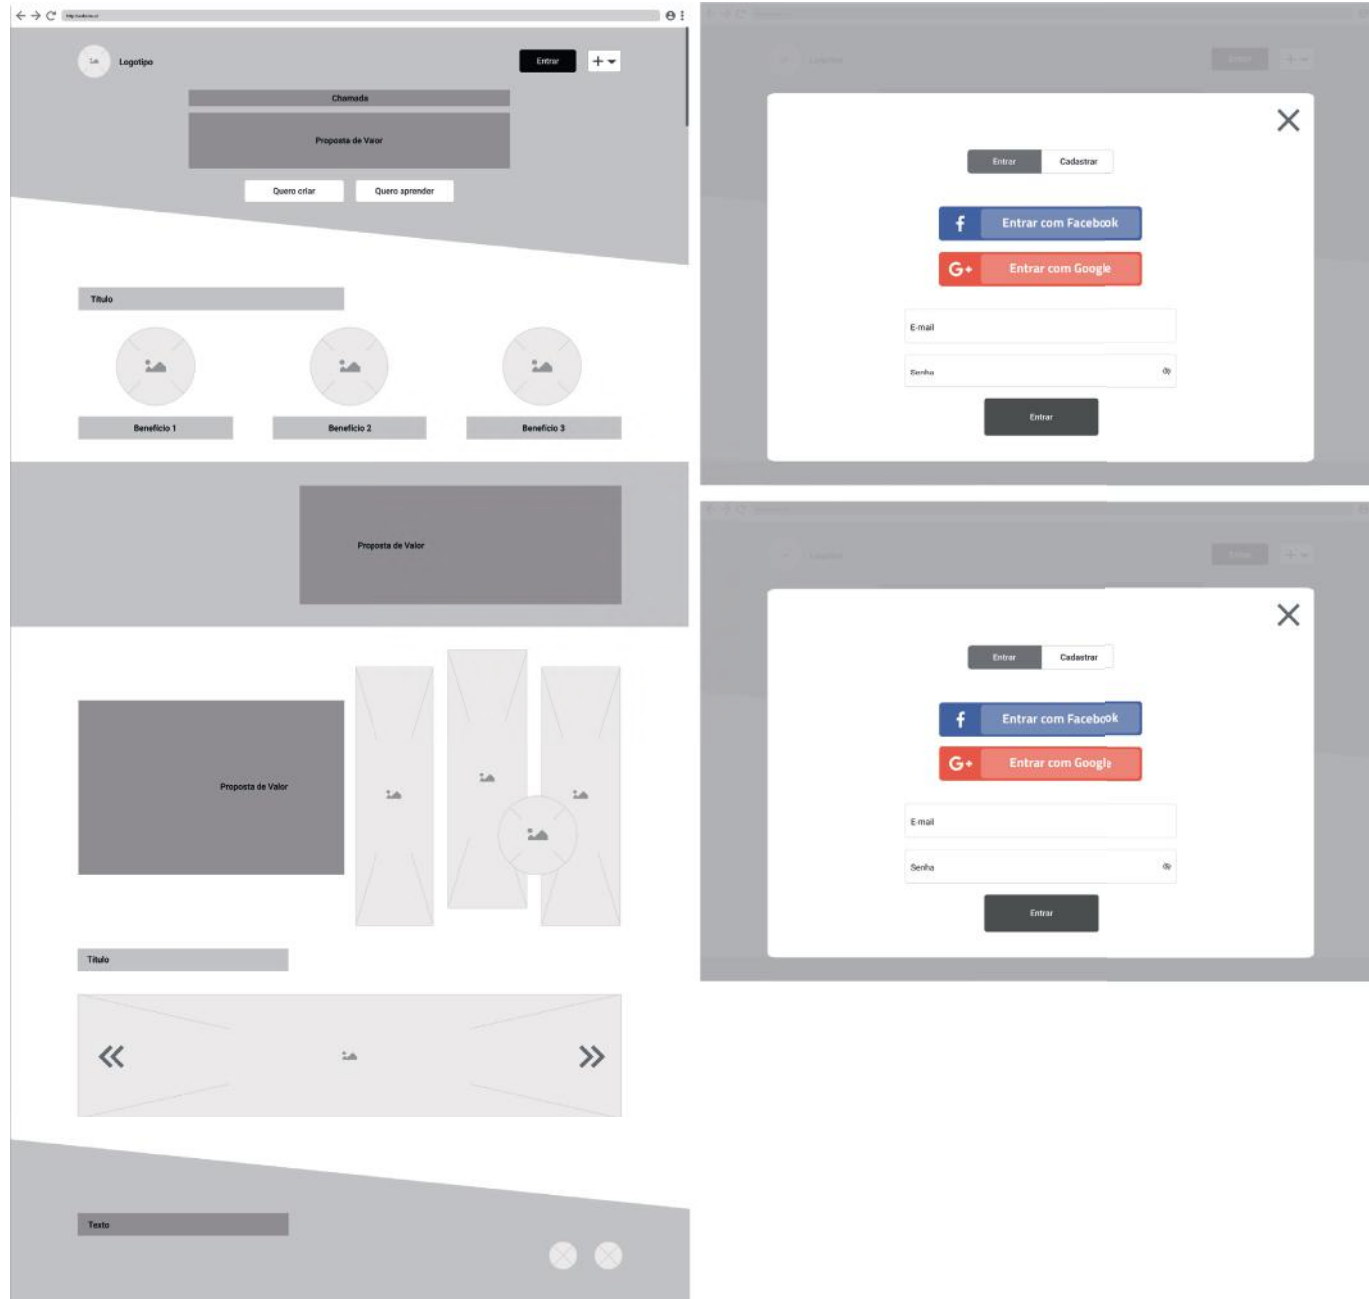 Logotipo
Entrar
Chamada
Proposta de Valor
Quero criar
Quero aprender
Título
Benefício 1
Benefício 2
Benefício 3
Proposta de Valor
Proposta de Valor
Título
Texto
Entrar
Cadastrar
Entrar com Facebook
Entrar com Google
E-mail
Senha
Entrar
Entrar
Cadastrar
Entrar com Facebook
Entrar com Google
E-mail
Senha
Entrar